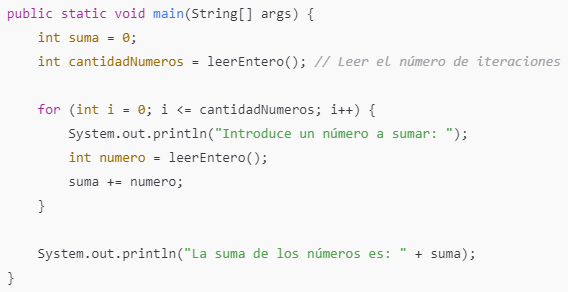 public static void main(String[] args) {
    int suma = 0;
    int cantidadNumeros = leerEntero(); // Leer el número de iteraciones
    for (int i = 0; i <= cantidadNumeros; i++) {
        System.out.println("Introduce un número a sumar: ");
        int numero = leerEntero();
        suma += numero;
    }
    System.out.println("La suma de los números es: " + suma);
}